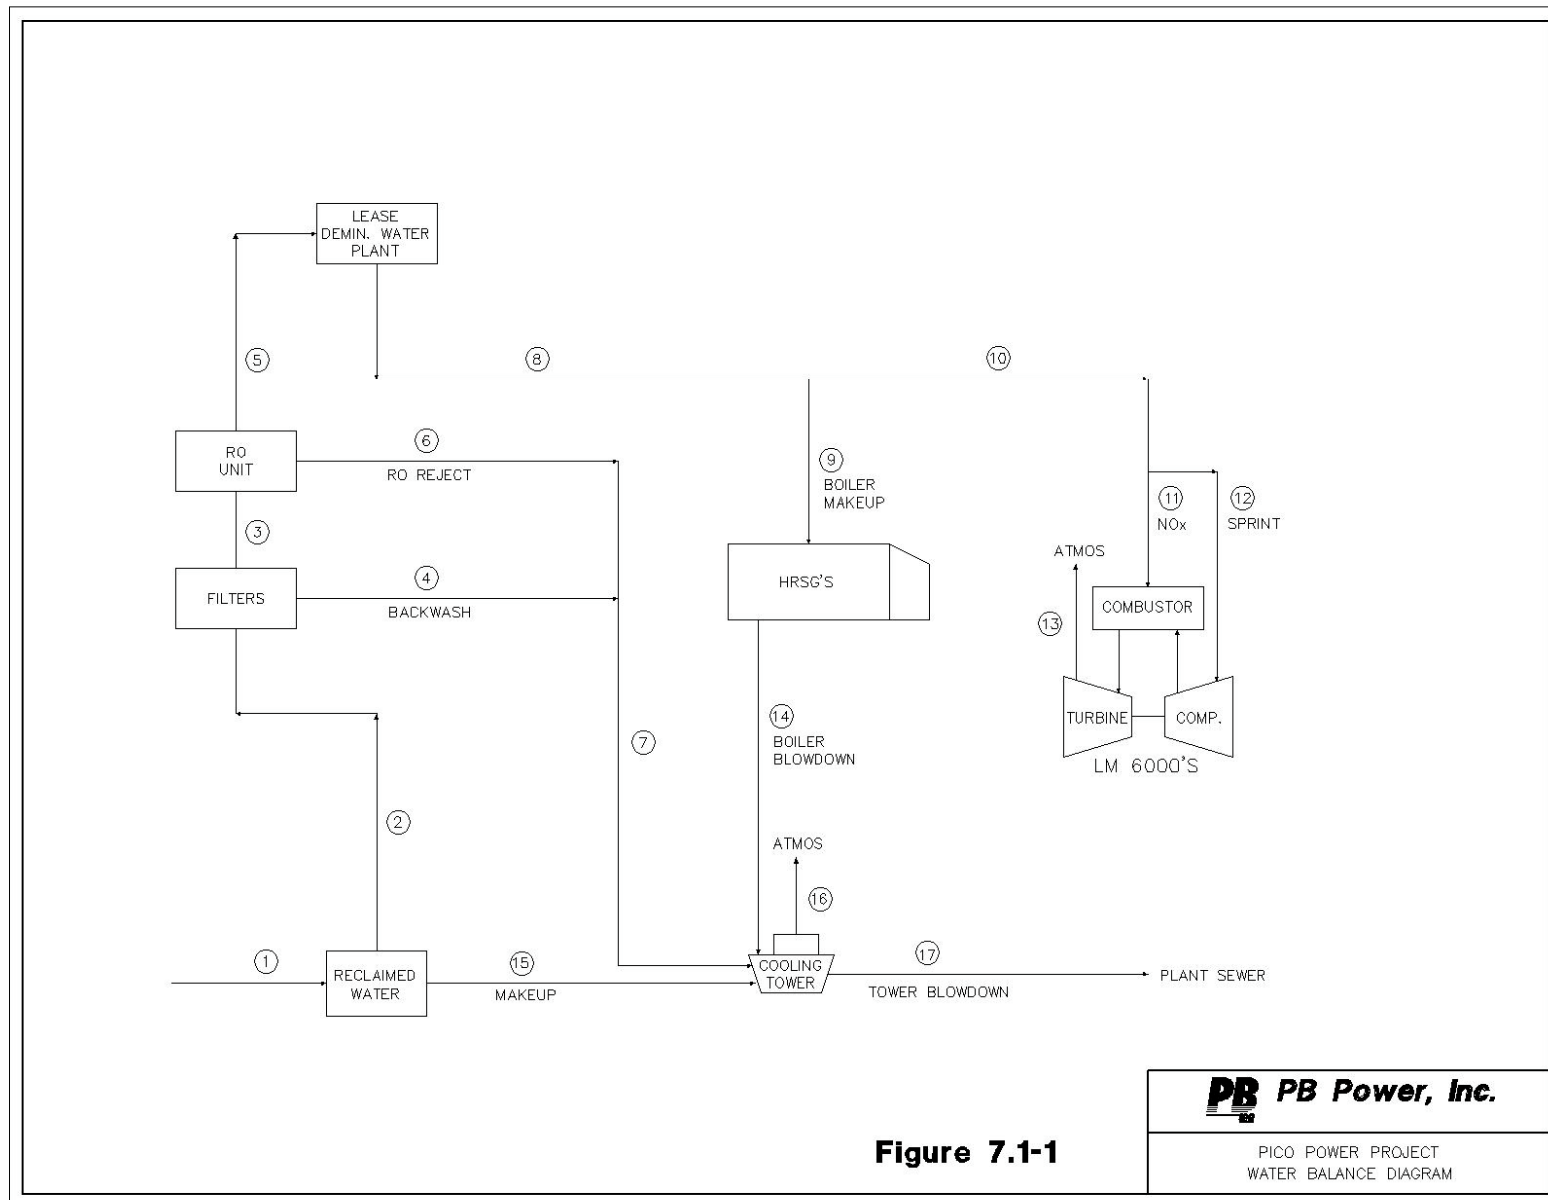 LEASE
DEMIN. WATER
PLANT
5
8
10
RO
UNIT
6
RO REJECT
9
BOILER
MAKEUP
11
NOx
12
SPRINT
3
ATMOS
FILTERS
4
BACKWASH
HRSG'S
COMBUSTOR
13
TURBINE
COMP.
LM 6000'S
14
BOILER
BLOWDOWN
7
2
ATMOS
16
1
RECLAIMED
WATER
15
MAKEUP
COOLING
TOWER
17
TOWER BLOWDOWN
PLANT SEWER
PB PB Power, Inc.
Figure 7.1-1
PICO POWER PROJECT
WATER BALANCE DIAGRAM